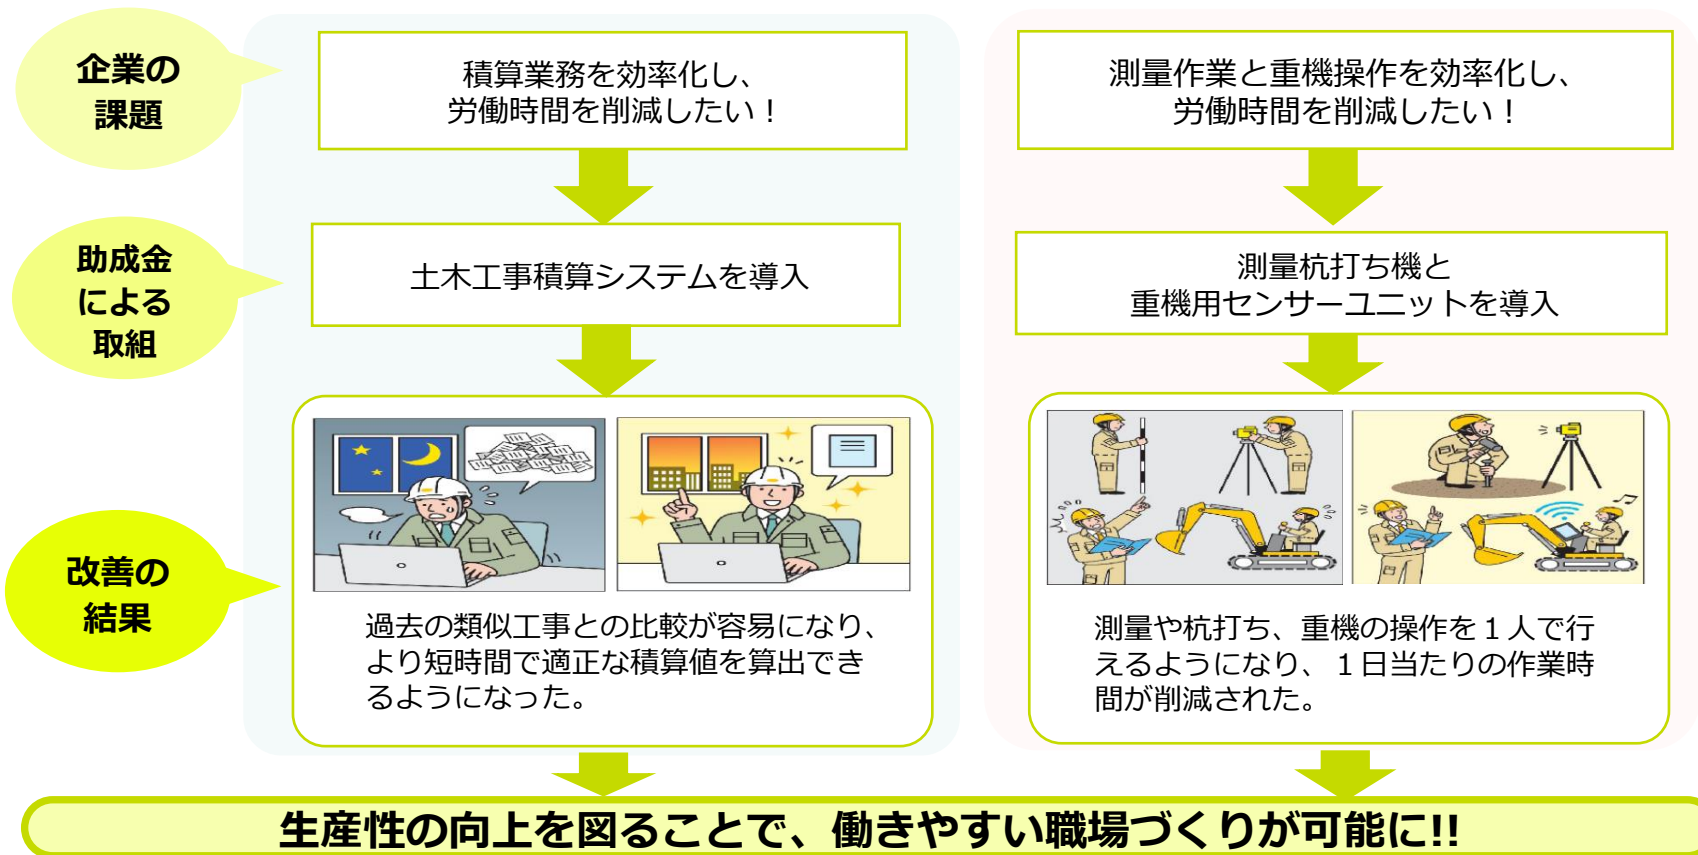 企業の
課題
積算業務を効率化し、
労働時間を削減したい！
測量作業と重機操作を効率化し、
労働時間を削減したい！
助成金
による
取組
土木工事積算システムを導入
測量杭打ち機と
重機用センサーユニットを導入
改善の
結果
過去の類似工事との比較が容易になり、
より短時間で適正な積算値を算出でき
るようになった。
測量や杭打ち、重機の操作を１人で行
えるようになり、１日当たりの作業時
間が削減された。
生産性の向上を図ることで、働きやすい職場づくりが可能に!!